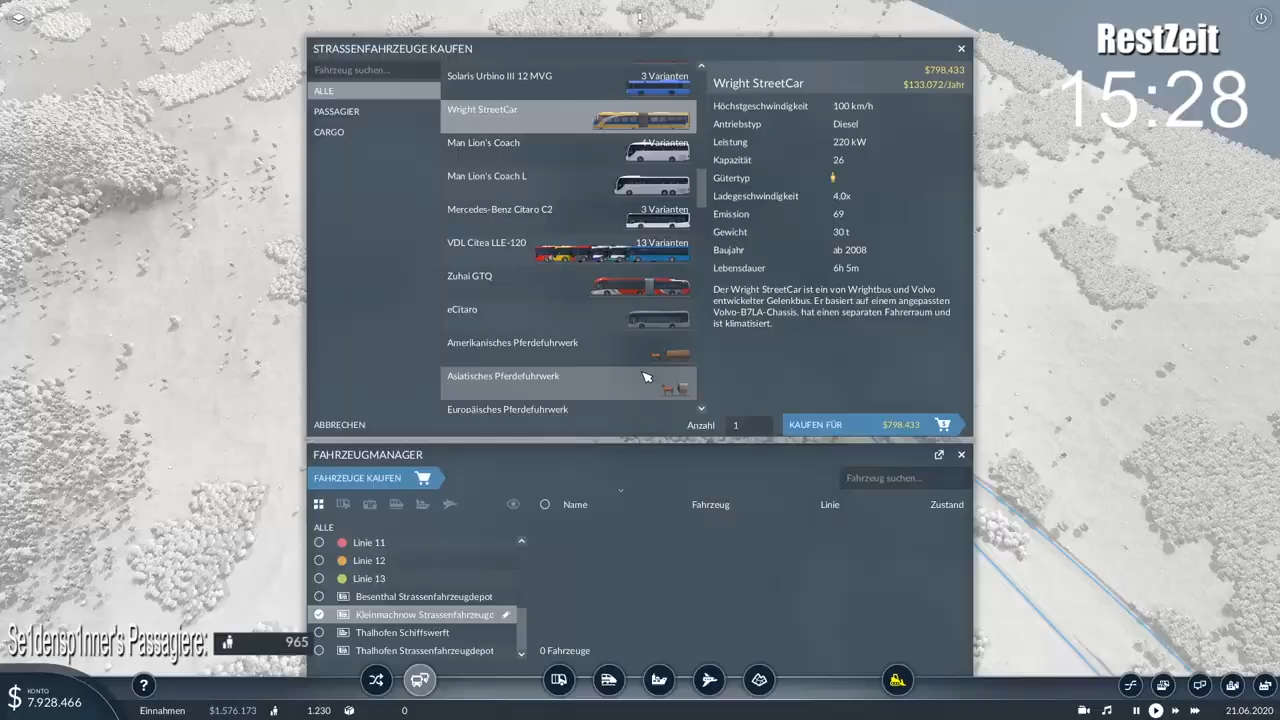 RestZeit
15:28
STRASSENFAHRZEUGE KAUFEN
Fahrzeug suchen...
ALLE
PASSAGIER
CARGO
Solaris Urbino III 12 MVG
3 Varianten
Wright StreetCar
Man Lion's Coach
4 Varianten
Man Lion's Coach L
Mercedes-Benz Citaro C2
3 Varianten
VDL Citea LLE-120
13 Varianten
Zuhai GTQ
eCitaro
Amerikanisches Pferdefuhrwerk
Asiatisches Pferdefuhrwerk
Europäisches Pferdefuhrwerk
$798.433
Wright StreetCar
$133.072/Jahr
Höchstgeschwindigkeit 100 km/h
Antriebstyp Diesel
Leistung 220 kW
Kapazität 26
Gütertyp
Ladegeschwindigkeit 4,0x
Emission 69
Gewicht 30 t
Baujahr ab 2008
Lebensdauer 6h 5m
Der Wright StreetCar ist ein von Wrightbus und Volvo
entwickelter Gelenkbus. Er basiert auf einem angepassten
Volvo-B7LA-Chassis, hat einen separaten Fahrerraum und
ist klimatisiert.
ABBRECHEN
Anzahl 1
KAUFEN FÜR $798.433
FAHRZEUGMANAGER
FAHRZEUGE KAUFEN
Fahrzeug suchen...
Name Fahrzeug Linie Zustand
ALLE
Linie 11
Linie 12
Linie 13
Besenthal Strassenfahrzeugdepot
Kleinmachnow Strassenfahrzeugc
Thalhofen Schiffswerft
Thalhofen Strassenfahrzeugdepot
0 Fahrzeuge
Se1densp1nner's Passagiere: 965
?
$ KONTO
7.928.466
Einnahmen $1.576.173 1.230 0
21.06.2020